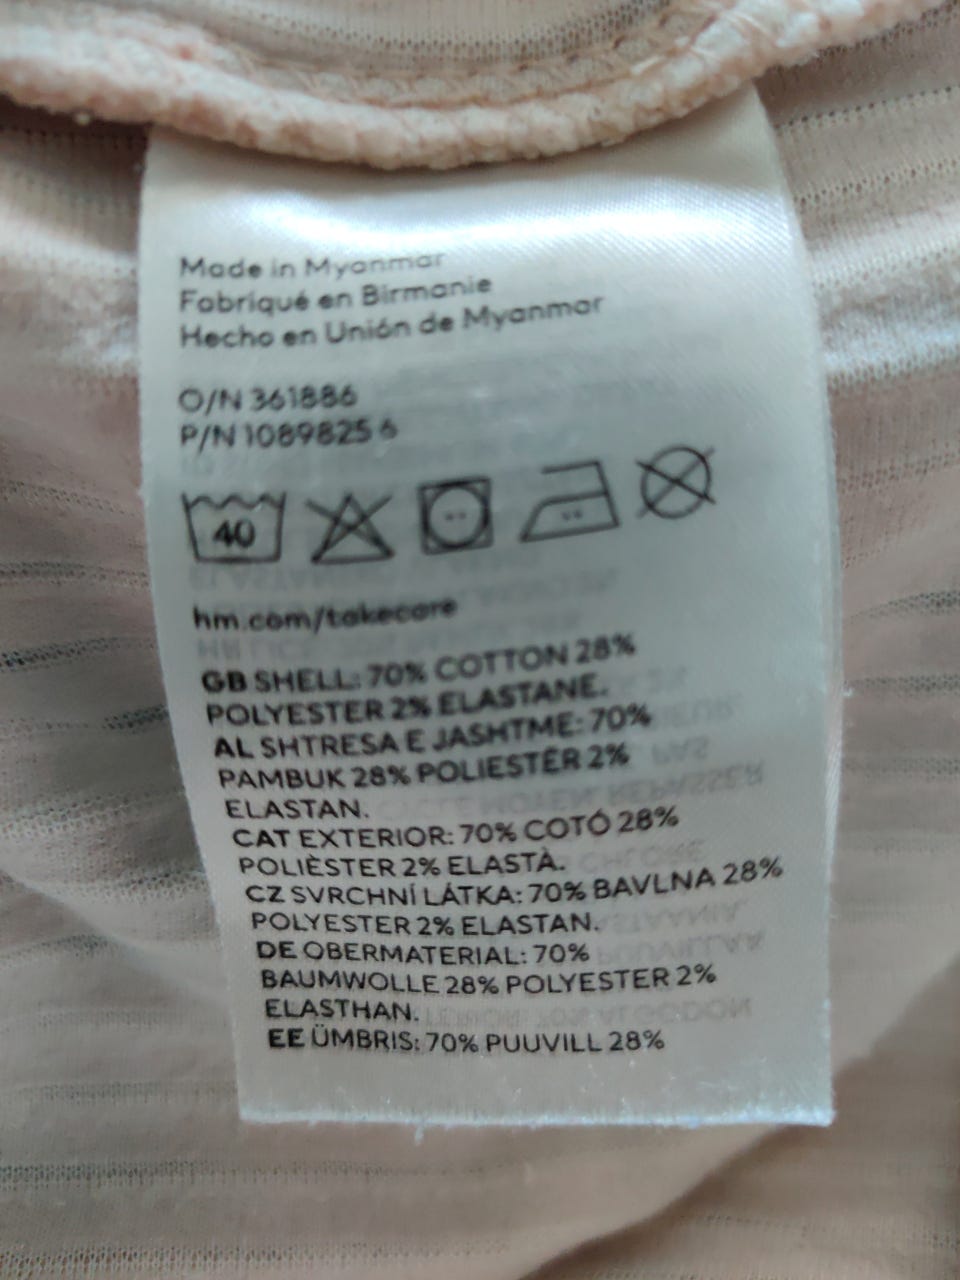 Made in Myanmar
Fabriqué en Birmanie
Hecho en Unión de Myanmar
O/N 361886
P/N 1089825 6
40
hm.com/takecare
GB SHELL: 70% COTTON 28%
POLYESTER 2% ELASTANE.
AL SHTRESA E JASHTME: 70%
PAMBUK 28% POLIESTËR 2%
ELASTAN.
CAT EXTERIOR: 70% COTÓ 28%
POLIÈSTER 2% ELASTÀ.
CZ SVRCHNÍ LÁTKA: 70% BAVLNA 28%
POLYESTER 2% ELASTAN.
DE OBERMATERIAL: 70%
BAUMWOLLE 28% POLYESTER 2%
ELASTHAN.
EE ÜMBRIS: 70% PUUVILL 28%